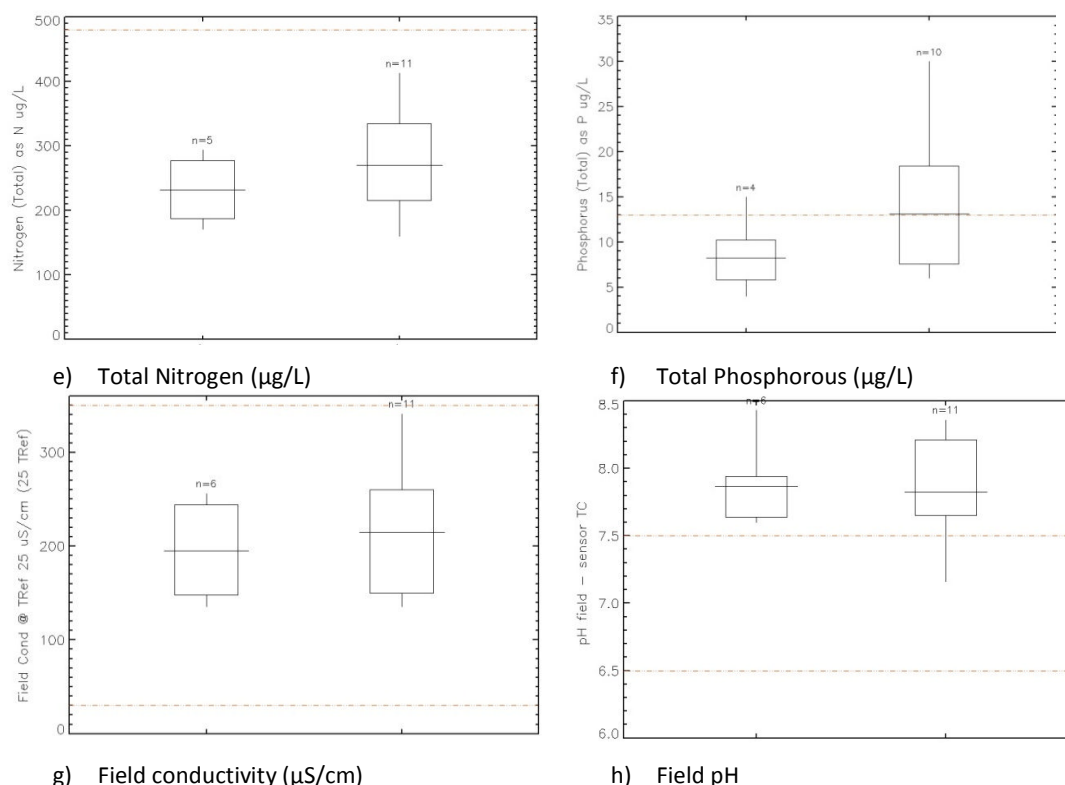 Nitrogen (Total) as N ug/L
500
400
300
200
100
0
n=5
n=11
Phosphorus (Total) as P ug/L
35
30
25
20
15
10
5
0
n=4
n=10
e) Total Nitrogen (µg/L)
f) Total Phosphorous (µg/L)
Field Cond @ TRef 25 uS/cm (25 TRef)
300
200
100
0
n=6
n=11
pH field – sensor TC
8.5
8.0
7.5
7.0
6.5
6.0
n=6
n=11
g) Field conductivity (µS/cm)
h) Field pH